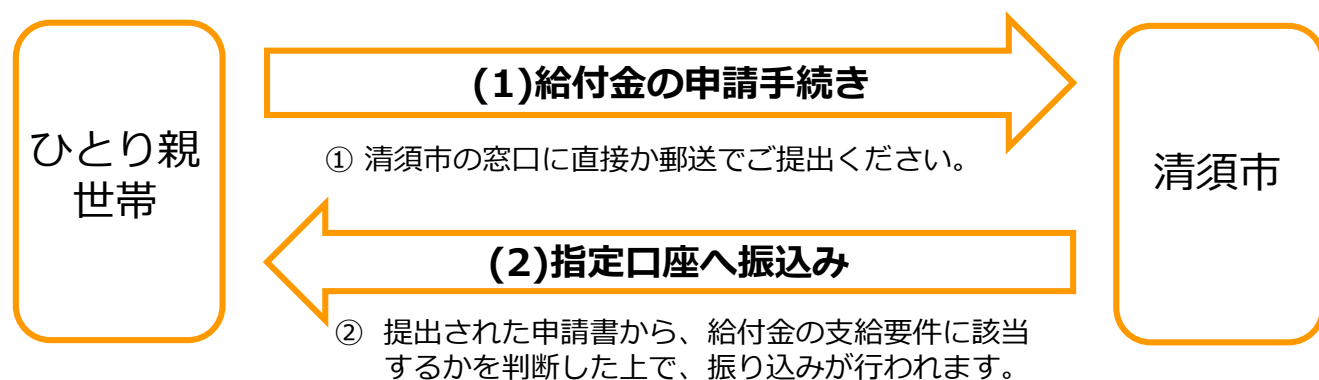 ひとり親
世帯
(1)給付金の申請手続き
① 清須市の窓口に直接か郵送でご提出ください。
清須市
(2)指定口座へ振込み
② 提出された申請書から、給付金の支給要件に該当
するかを判断した上で、振り込みが行われます。